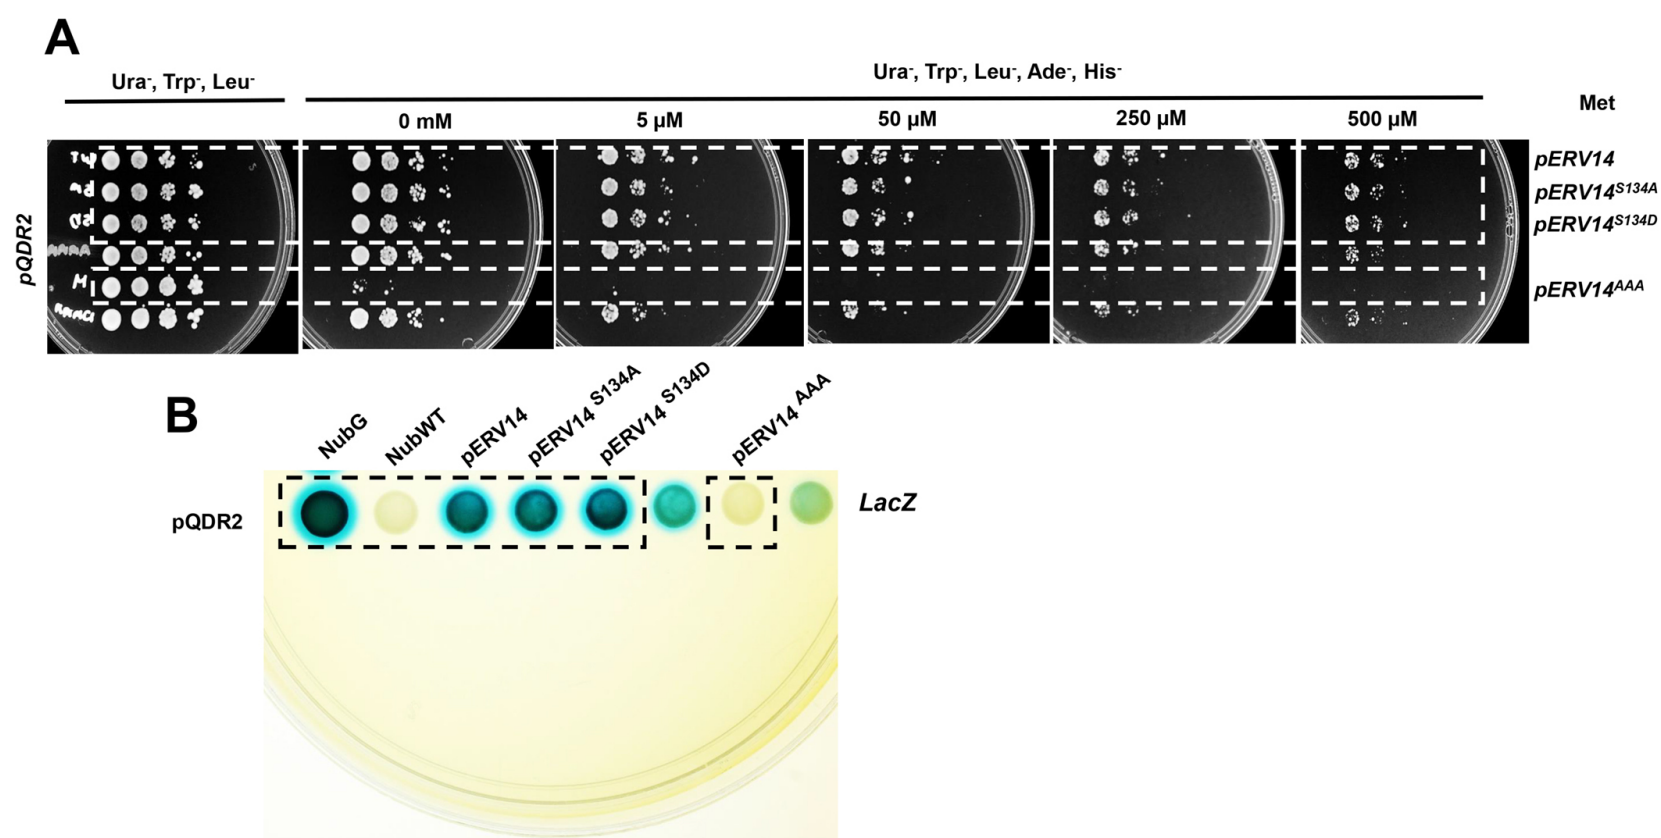 A
Ura-, Trp-, Leu-
Ura-, Trp-, Leu-, Ade-, His-
0 mM
5 µM
50 µM
250 µM
500 µM
Met
pQDR2
pERV14
pERV14S134A
pERV14S134D
pERV14AAA
B
NubG
NubWT
pERV14
pERV14 S134A
pERV14 S134D
pERV14 AAA
pQDR2
LacZ